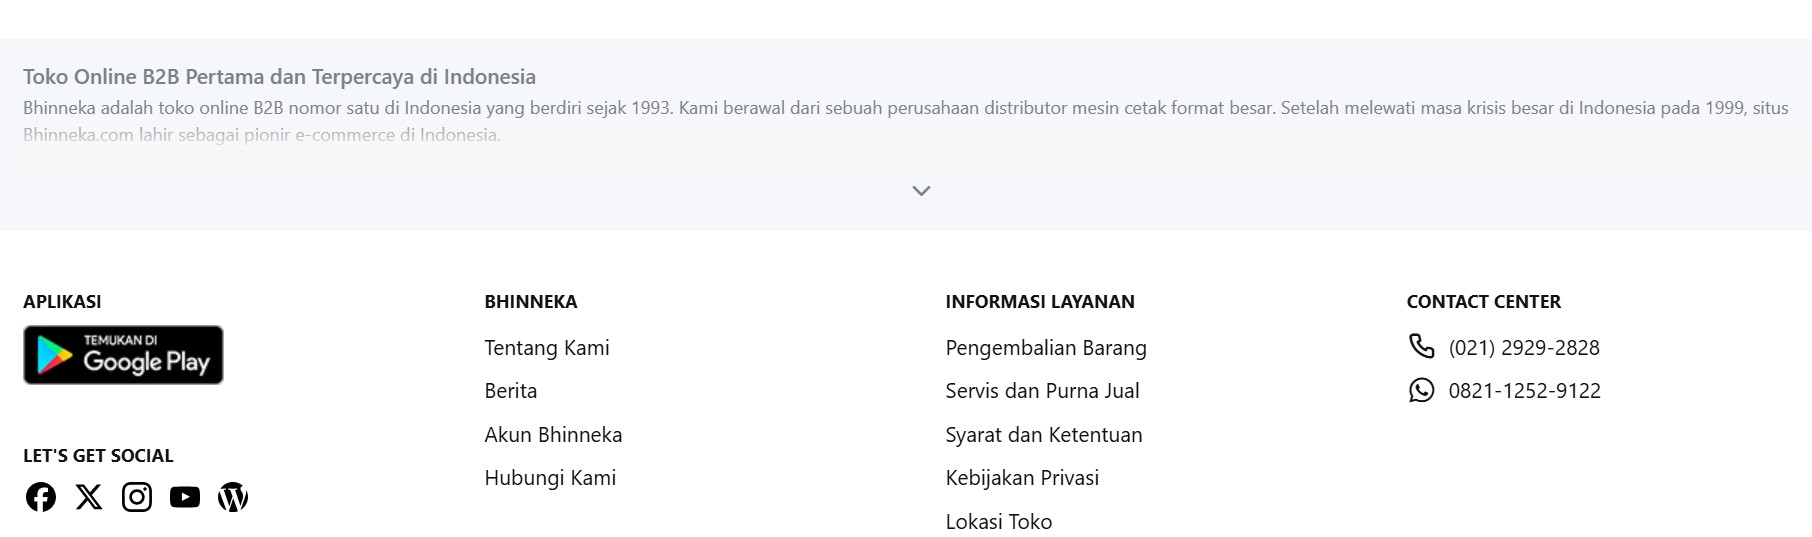 Toko Online B2B Pertama dan Terpercaya di Indonesia
Bhinneka adalah toko online B2B nomor satu di Indonesia yang berdiri sejak 1993. Kami berawal dari sebuah perusahaan distributor mesin cetak format besar. Setelah melewati masa krisis besar di Indonesia pada 1999, situs
Bhinneka.com lahir sebagai pionir e-commerce di Indonesia.
APLIKASI
TEMUKAN DI
Google Play
LET'S GET SOCIAL
BHINNEKA
Tentang Kami
Berita
Akun Bhinneka
Hubungi Kami
INFORMASI LAYANAN
Pengembalian Barang
Servis dan Purna Jual
Syarat dan Ketentuan
Kebijakan Privasi
Lokasi Toko
CONTACT CENTER
(021) 2929-2828
0821-1252-9122